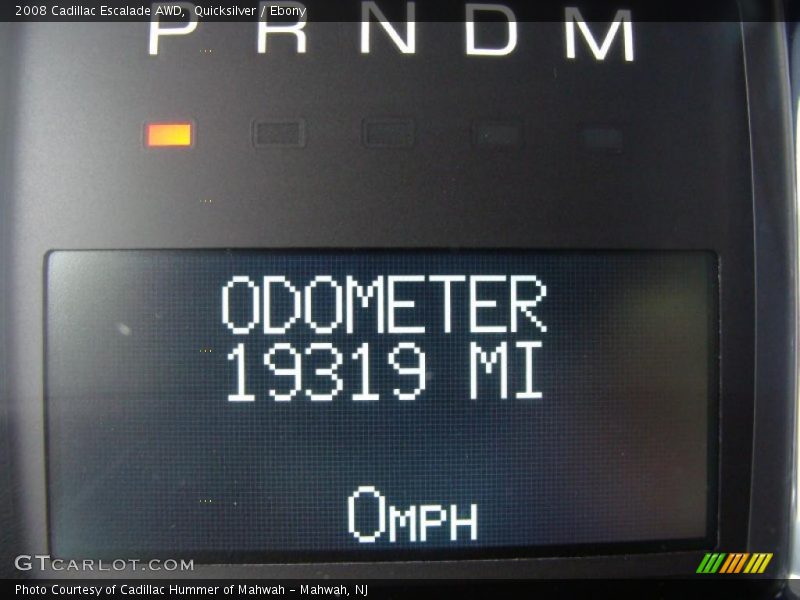 2008 Cadillac Escalade AWD, Quicksilver / Ebony
P R N D M
ODOMETER
19319 MI
0MPH
GTCARLOT.COM
Photo Courtesy of Cadillac Hummer of Mahwah - Mahwah, NJ